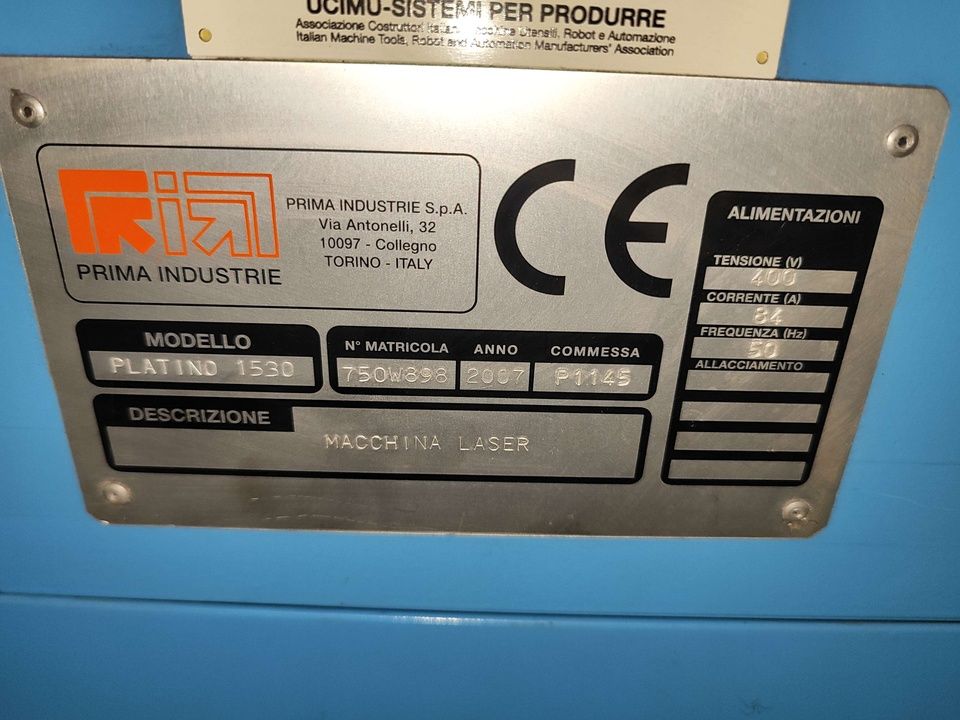 UCIMU-SISTEMI PER PRODURRE
Associazione Costruttori Italiani Utensili, Robot e Automazione
Italian Machine Tools, Robot and Automation Manufacturers' Association
PRIMA INDUSTRIE
PRIMA INDUSTRIE S.p.A.
Via Antonelli, 32
10097 - Collegno
TORINO - ITALY
CE
MODELLO
PLATINO 1530
N° MATRICOLA ANNO COMMESSA
750W898 2007 P1145
DESCRIZIONE
MACCHINA LASER
ALIMENTAZIONI
TENSIONE (V)
400
CORRENTE (A)
84
FREQUENZA (Hz)
50
ALLACCIAMENTO